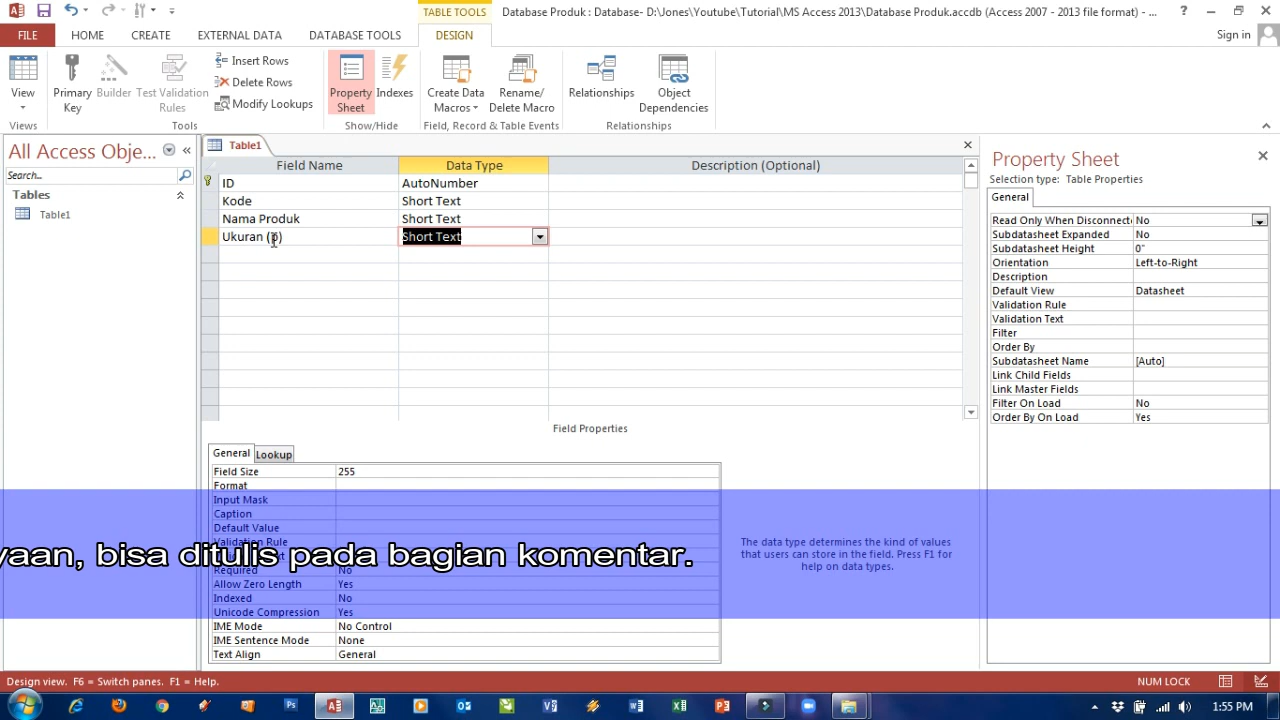 TABLE TOOLS
Database Produk : Database- D:\Jones\Youtube\Tutorial\MS Access 2013\Database Produk.accdb (Access 2007 - 2013 file format) - ...
FILE HOME CREATE EXTERNAL DATA DATABASE TOOLS DESIGN Sign in
View
Primary Key
Builder
Test Validation Rules
Insert Rows
Delete Rows
Modify Lookups
Property Sheet
Indexes
Create Data Macros
Rename/ Delete Macro
Relationships
Object Dependencies
Views Tools Show/Hide Field, Record & Table Events Relationships
All Access Obje...
Search...
Tables
Table1
Table1
Field Name Data Type Description (Optional)
ID AutoNumber
Kode Short Text
Nama Produk Short Text
Ukuran Short Text
Field Properties
General Lookup
Field Size 255
Format
Input Mask
Caption
Default Value
Validation Rule
Required No
Allow Zero Length Yes
Indexed No
Unicode Compression Yes
IME Mode No Control
IME Sentence Mode None
Text Align General
The data type determines the kind of values
that users can store in the field. Press F1 for
help on data types.
yaan, bisa ditulis pada bagian komentar.
Property Sheet
Selection type: Table Properties
General
Read Only When Disconnect No
Subdatasheet Expanded No
Subdatasheet Height 0"
Orientation Left-to-Right
Description
Default View Datasheet
Validation Rule
Validation Text
Filter
Order By
Subdatasheet Name [Auto]
Link Child Fields
Link Master Fields
Filter On Load No
Order By On Load Yes
Design view. F6 = Switch panes. F1 = Help. NUM LOCK
1:55 PM